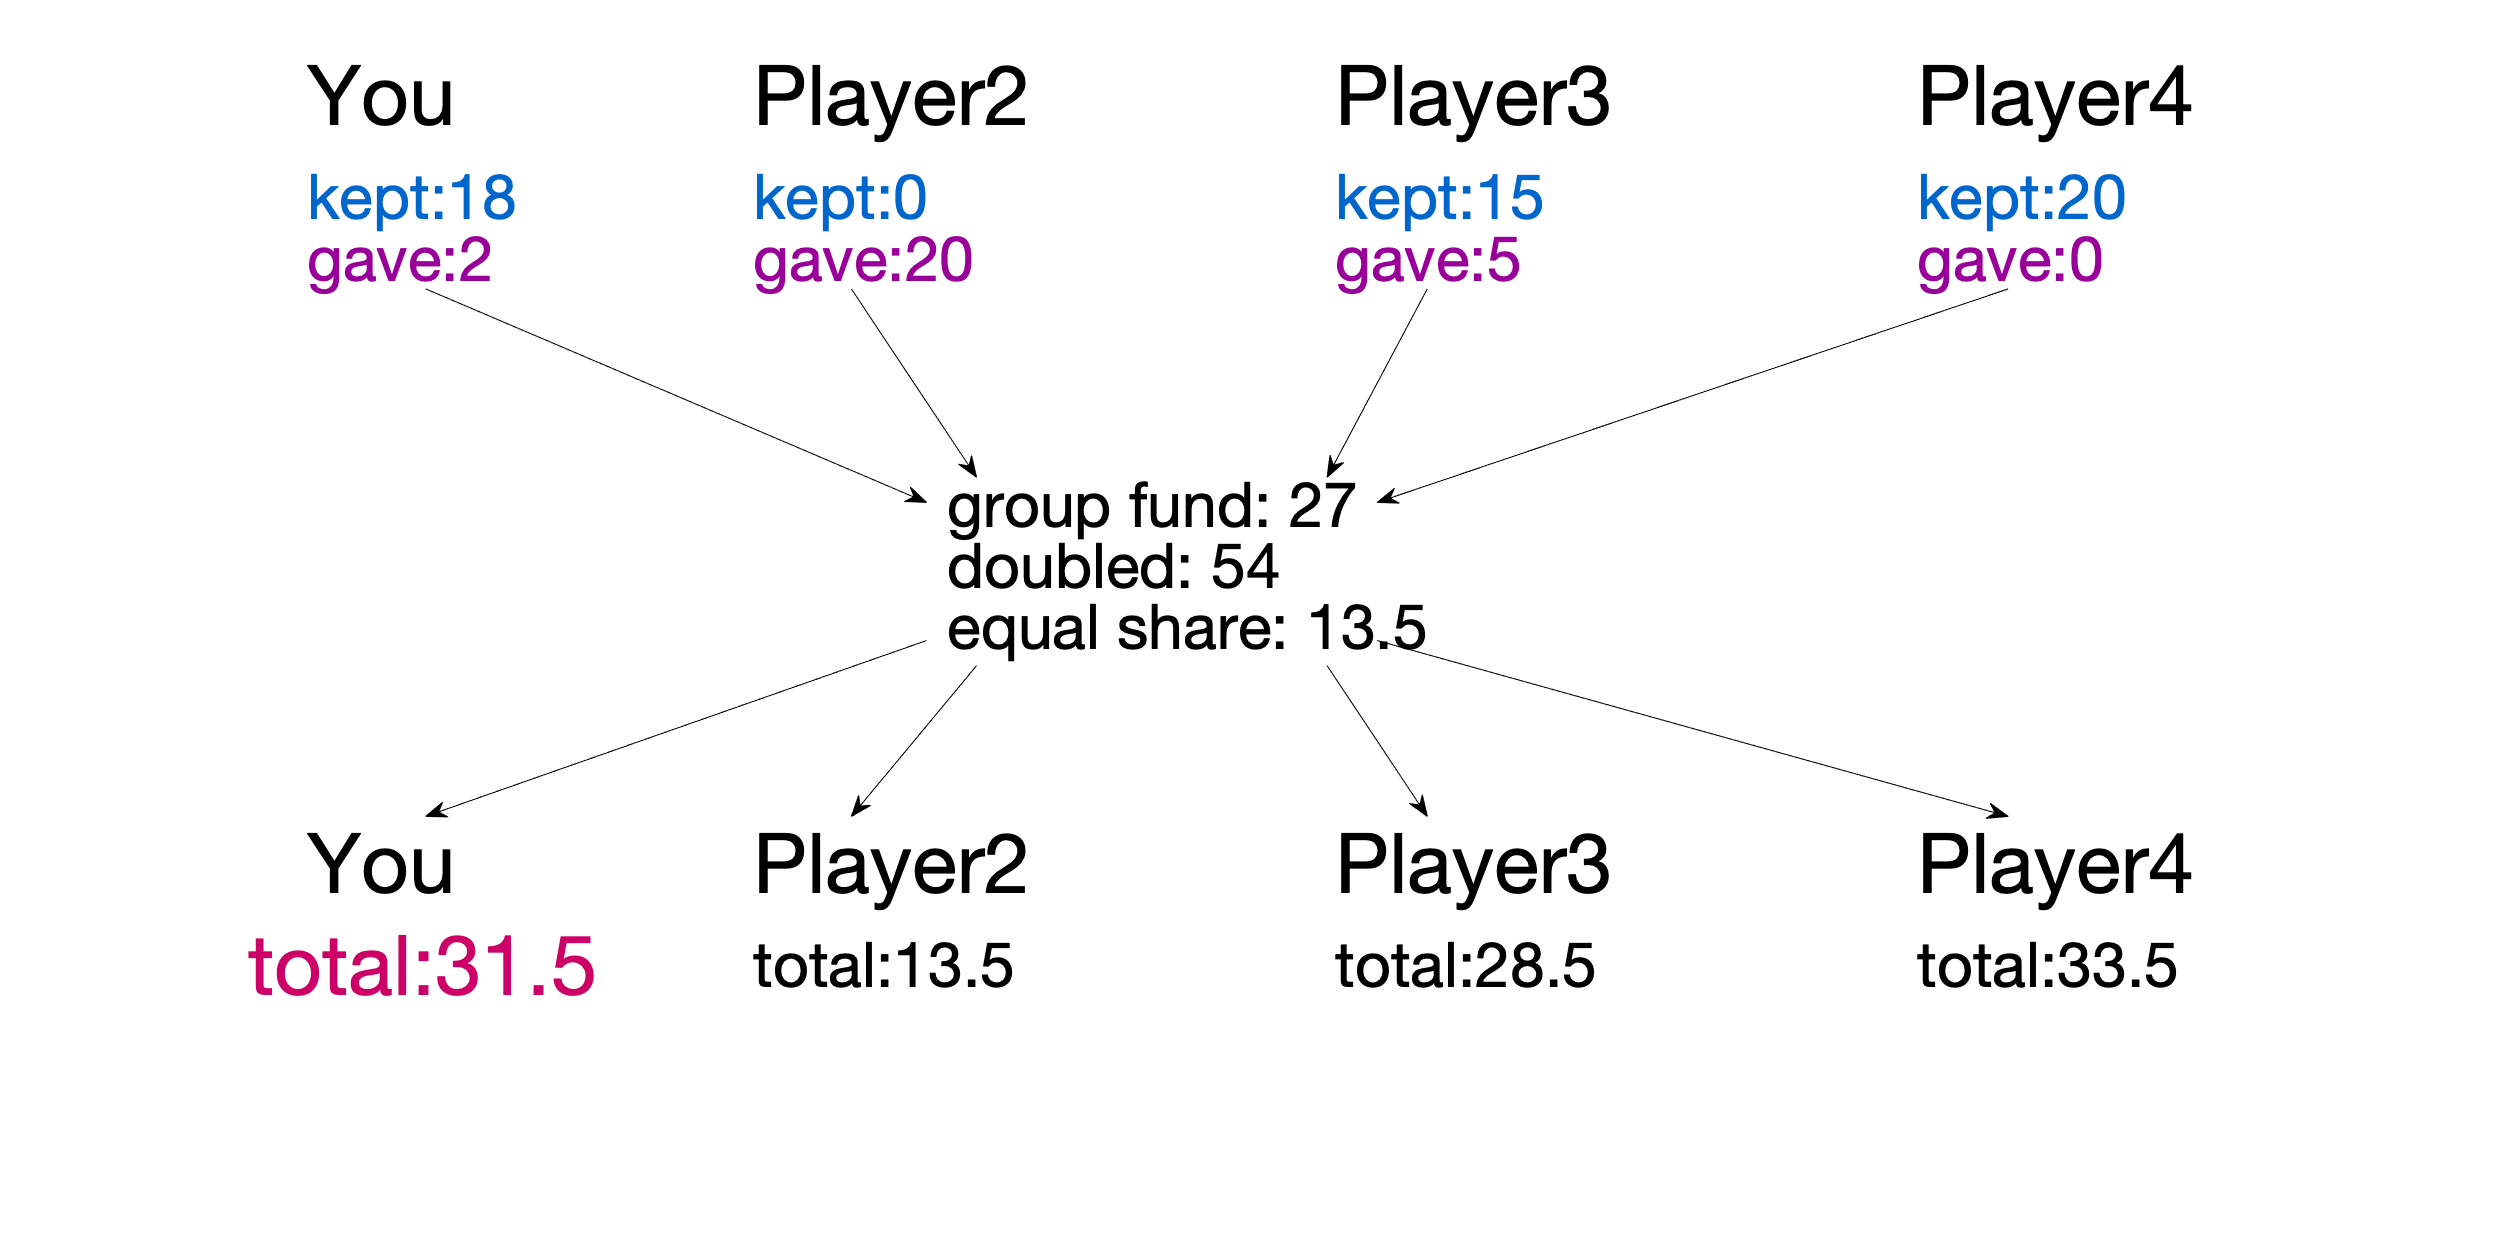 You Player2 Player3 Player4
kept:18 kept:0 kept:15 kept:20
gave:2 gave:20 gave:5 gave:0
group fund: 27
doubled: 54
equal share: 13.5
You Player2 Player3 Player4
total:31.5 total:13.5 total:28.5 total:33.5